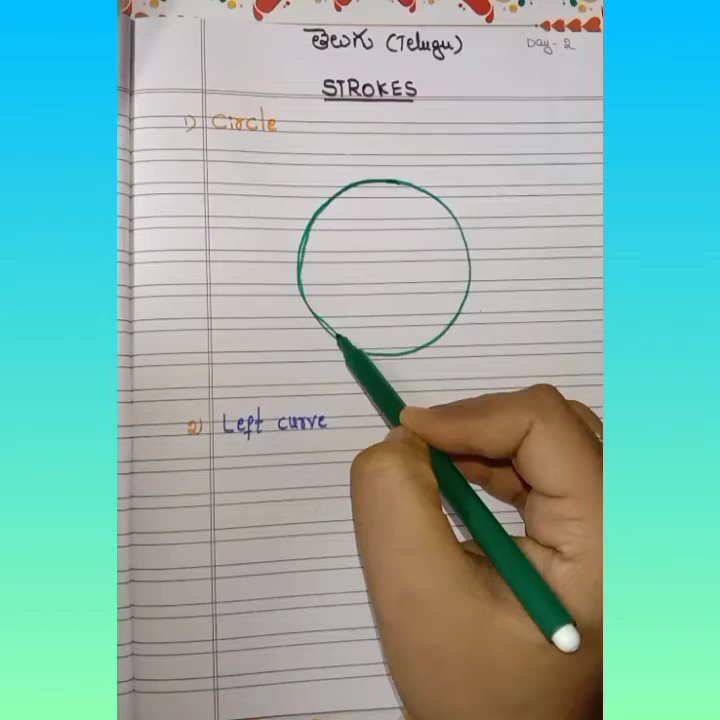 తెలుగు (Telugu)
Day - 2
STROKES
1) Circle
2) Left curve